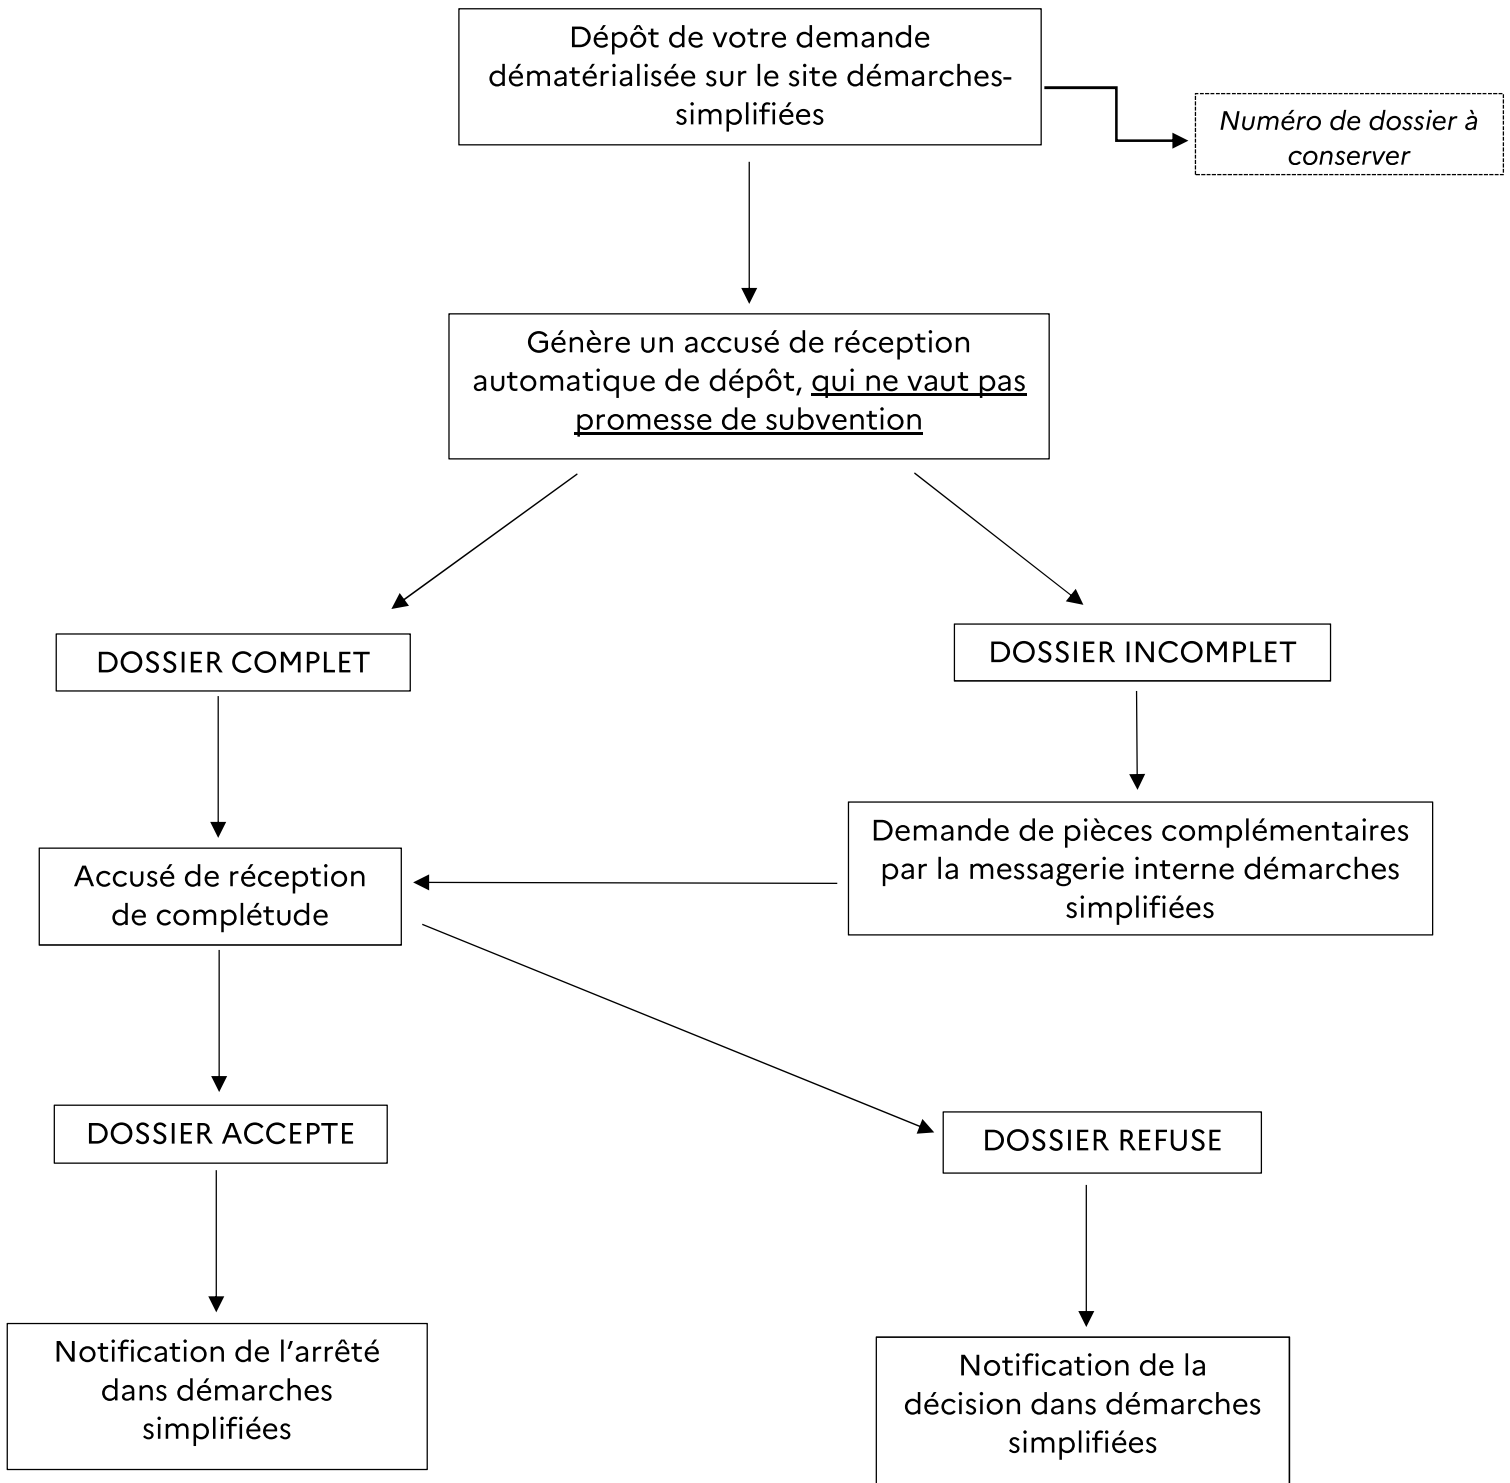 Dépôt de votre demande
dématérialisée sur le site démarches-
simplifiées
Numéro de dossier à
conserver
Génère un accusé de réception
automatique de dépôt, qui ne vaut pas
promesse de subvention
DOSSIER COMPLET
DOSSIER INCOMPLET
Accusé de réception
de complétude
Demande de pièces complémentaires
par la messagerie interne démarches
simplifiées
DOSSIER ACCEPTE
DOSSIER REFUSE
Notification de l’arrêté
dans démarches
simplifiées
Notification de la
décision dans démarches
simplifiées